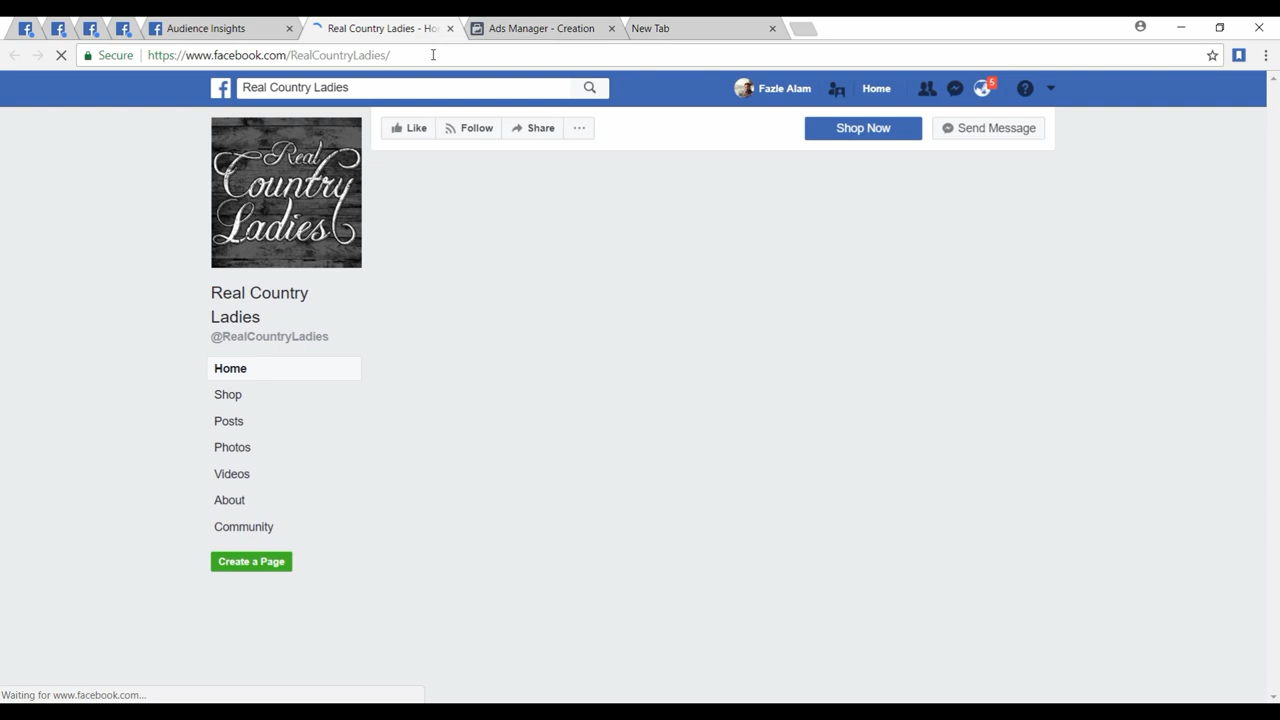 Audience Insights
Real Country Ladies - Ho
Ads Manager - Creation
New Tab
Secure
https://www.facebook.com/RealCountryLadies/
Real Country Ladies
Fazle Alam
Home
5
Like
Follow
Share
Shop Now
Send Message
Real
Country
Ladies
Real Country
Ladies
@RealCountryLadies
Home
Shop
Posts
Photos
Videos
About
Community
Create a Page
Waiting for www.facebook.com...